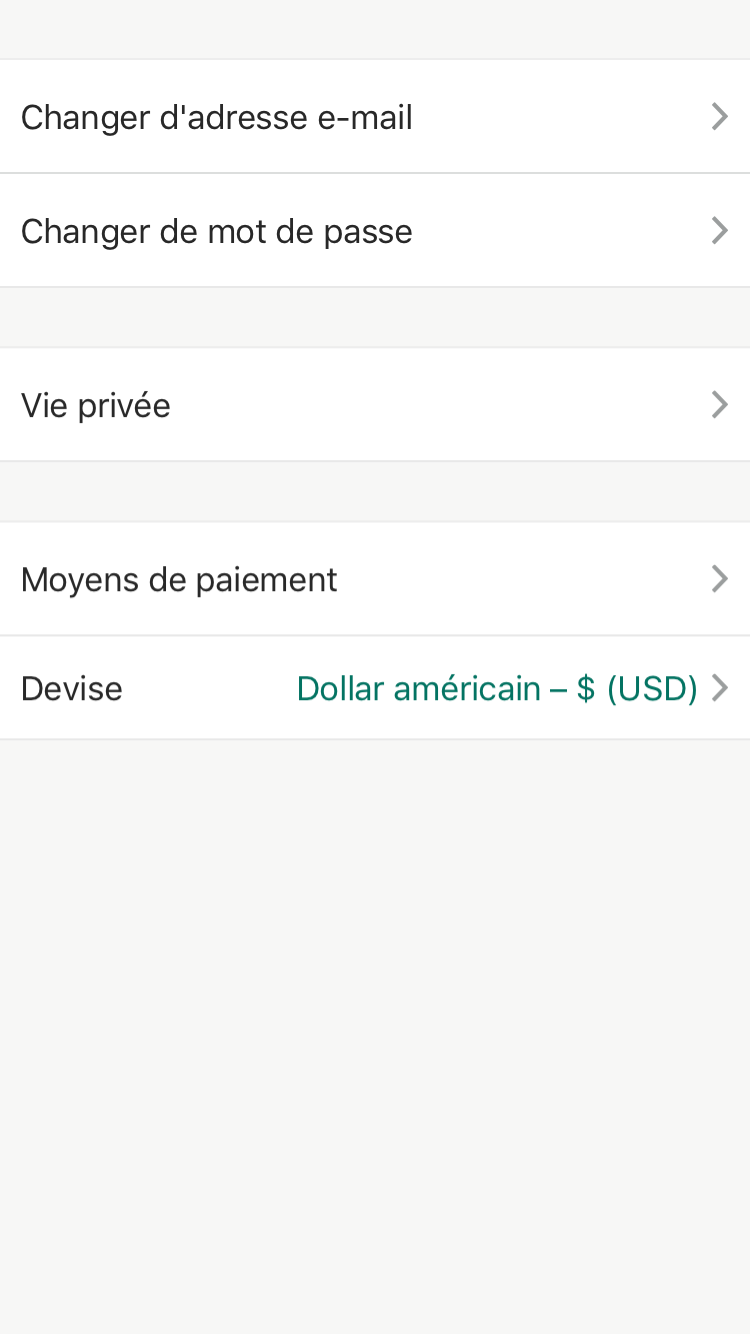 Changer d'adresse e-mail
Changer de mot de passe
Vie privée
Moyens de paiement
Devise Dollar américain – $ (USD)